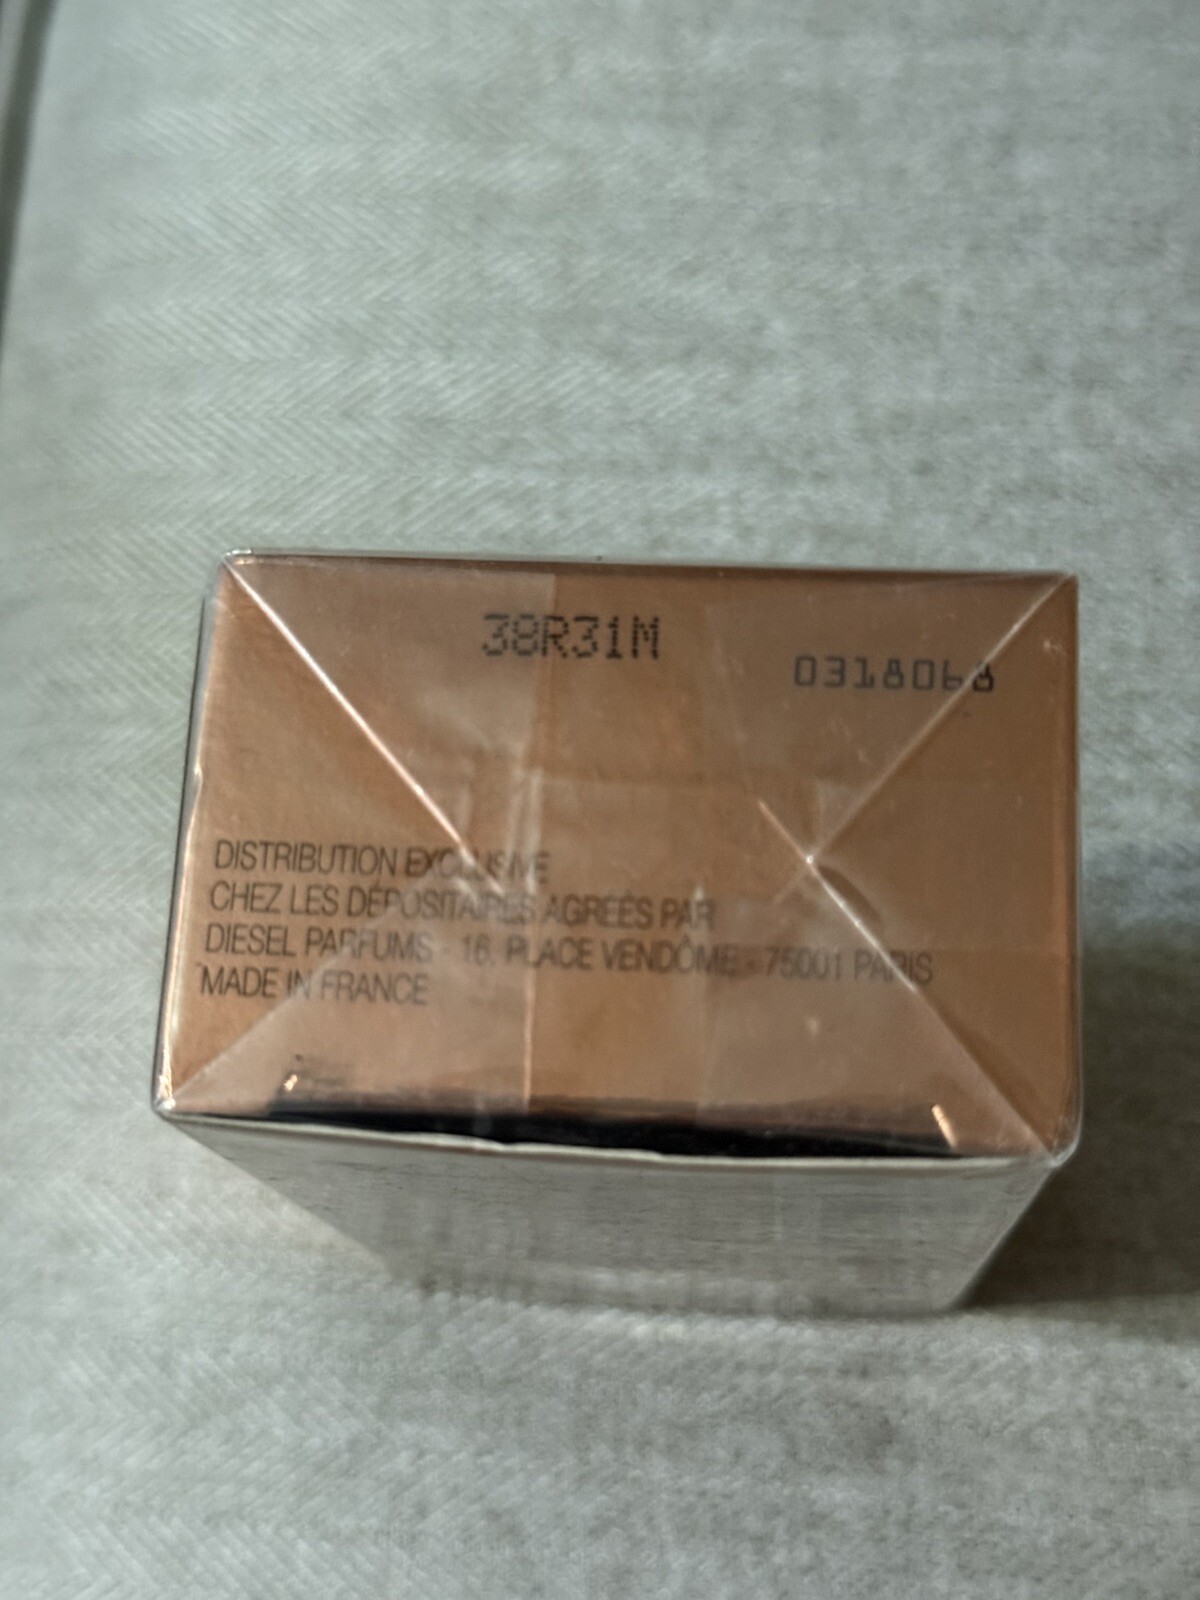 38R31M
0318068
DISTRIBUTION EXCLUSIVE
CHEZ LES DÉPOSITAIRES AGRÉÉS PAR
DIESEL PARFUMS - 16, PLACE VENDÔME - 75001 PARIS
MADE IN FRANCE